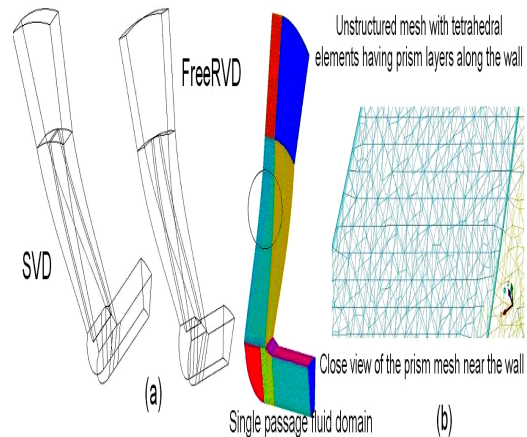 Unstructured mesh with tetrahedral
elements having prism layers along the wall
FreeRVD
SVD
Close view of the prism mesh near the wall
(a)
Single passage fluid domain
(b)